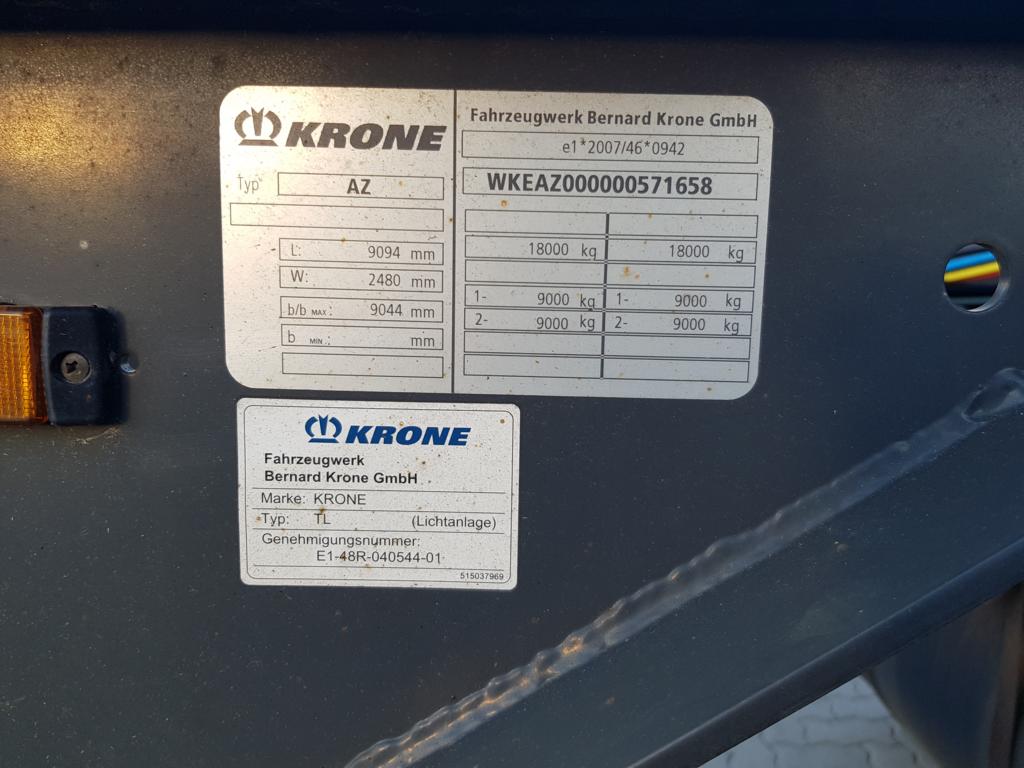 KRONE
Typ AZ
L: 9094 mm
W: 2480 mm
b/b MAX: 9044 mm
b MIN.: mm
Fahrzeugwerk Bernard Krone GmbH
e1*2007/46*0942
WKEAZ000000571658
18000 kg 18000 kg
1- 9000 kg 1- 9000 kg
2- 9000 kg 2- 9000 kg
KRONE
Fahrzeugwerk
Bernard Krone GmbH
Marke: KRONE
Typ: TL (Lichtanlage)
Genehmigungsnummer:
E1-48R-040544-01
515037969